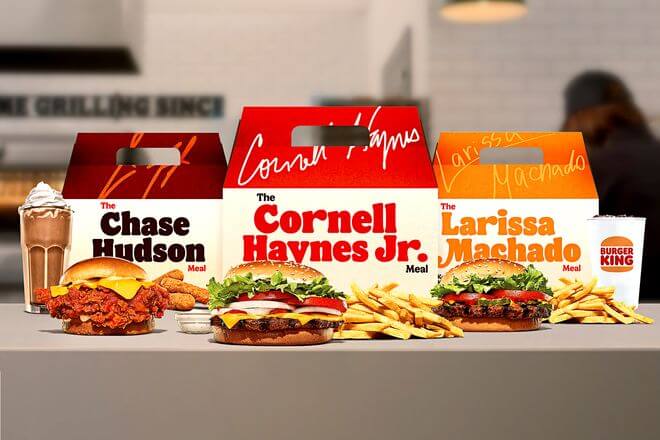 ME GRILLING SINCE
Cornell Haynes
Larissa
Machado
The
Chase
Hudson
Meal
The
Cornell
Haynes Jr.
Meal
The
Larissa
Machado
Meal
BURGER
KING